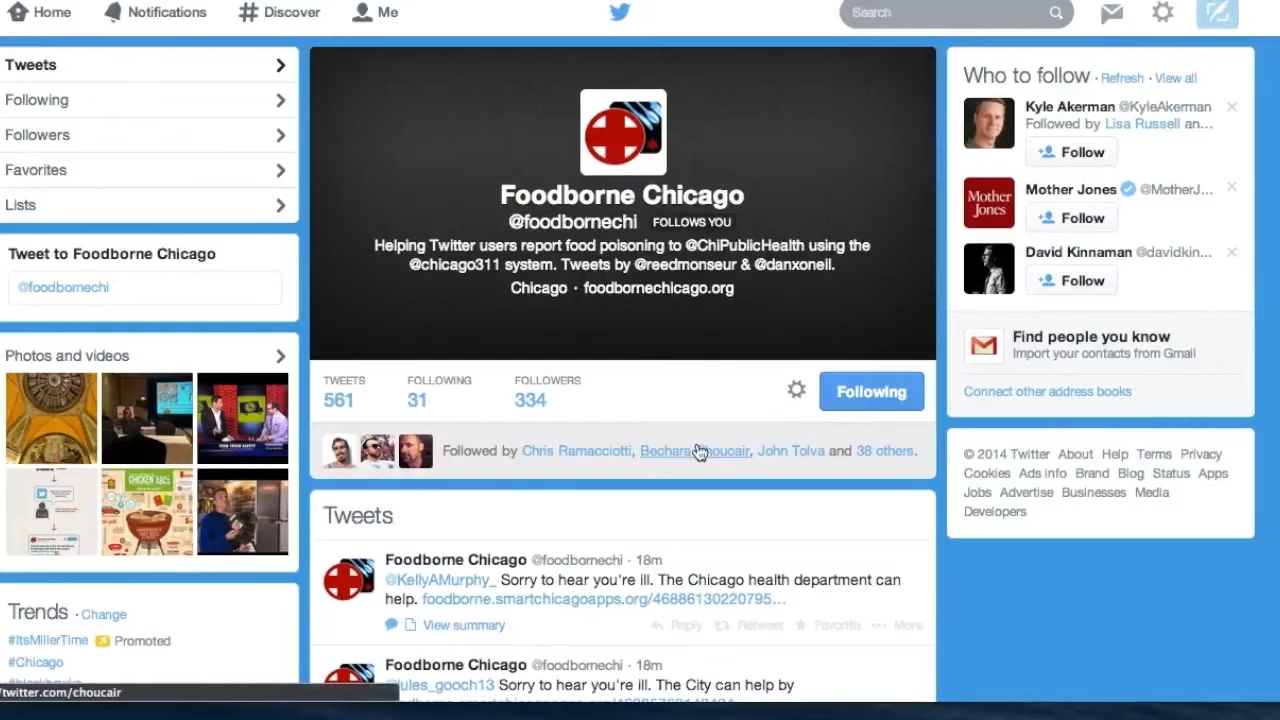 Home Notifications Discover Me Search
Tweets
Following
Followers
Favorites
Lists
Tweet to Foodborne Chicago
@foodbornechi
Photos and videos
Trends · Change
#ItsMillerTime Promoted
#Chicago
/twitter.com/choucair
Foodborne Chicago
@foodbornechi FOLLOWS YOU
Helping Twitter users report food poisoning to @ChiPublicHealth using the
@chicago311 system. Tweets by @reedmonseur & @danxoneil.
Chicago · foodbornechicago.org
TWEETS FOLLOWING FOLLOWERS
561 31 334
Following
Followed by Chris Ramacciotti, Bechara Choucair, John Tolva and 38 others.
Tweets
Foodborne Chicago @foodbornechi · 18m
@KellyAMurphy_ Sorry to hear you're ill. The Chicago health department can
help. foodborne.smartchicagoapps.org/46886130220795...
View summary Reply Retweet Favorite More
Foodborne Chicago @foodbornechi · 18m
@jules_gooch13 Sorry to hear you're ill. The City can help by
Who to follow · Refresh · View all
Kyle Akerman @KyleAkerman
Followed by Lisa Russell an...
Follow
Mother Jones
Mother Jones @MotherJ...
Follow
David Kinnaman @davidkin...
Follow
Find people you know
Import your contacts from Gmail
Connect other address books
© 2014 Twitter About Help Terms Privacy
Cookies Ads info Brand Blog Status Apps
Jobs Advertise Businesses Media
Developers